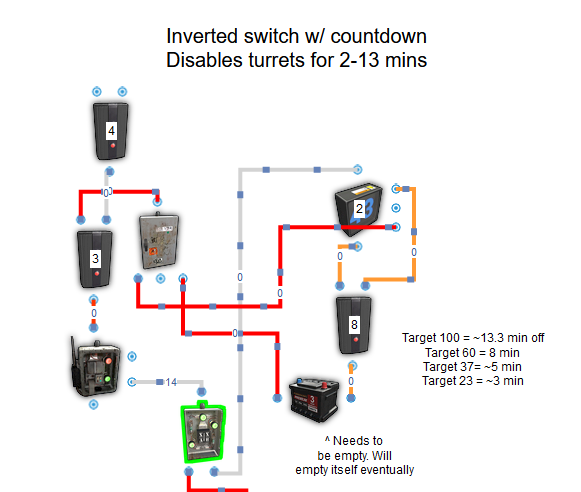 Inverted switch w/ countdown
Disables turrets for 2-13 mins
4
0
3
0
2
0
0
0
0
0
8
0
14
3
Target 100 = ~13.3 min off
Target 60 = 8 min
Target 37= ~5 min
Target 23 = ~3 min
^ Needs to
be empty. Will
empty itself eventually